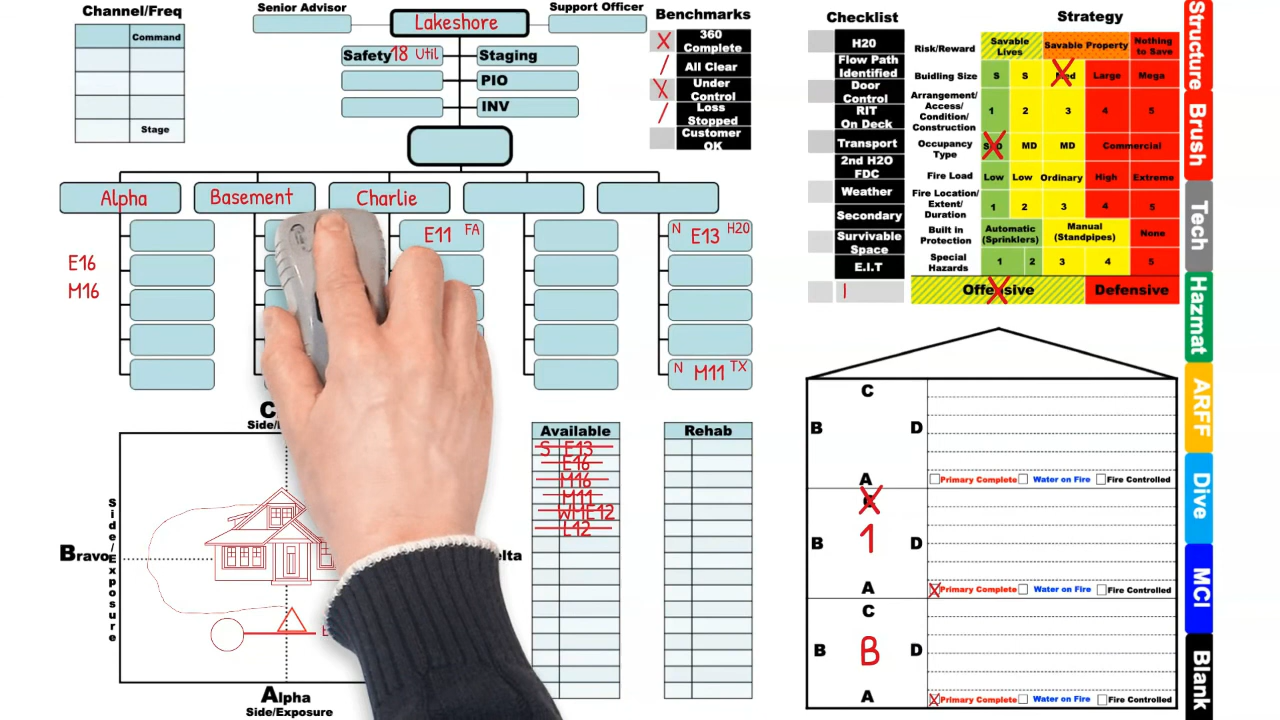 Channel/Freq
Command
Stage
Senior Advisor
Lakeshore
Support Officer
Safety 18 Util
Staging
PIO
INV
Benchmarks
360
Complete
All Clear
Under
Control
Loss
Stopped
Customer
OK
Alpha
Basement
Charlie
E16
M16
E11 FA
N E13 H20
N M11 TX
Side/
Side/Exposure
Bravo
elta
Alpha
Side/Exposure
Available
S E13
E16
M16
M11
WME12
L12
Rehab
Checklist
H20
Flow Path
Identified
Door
Control
RIT
On Deck
Transport
2nd H2O
FDC
Weather
Secondary
Survivable
Space
E.I.T
Strategy
Risk/Reward
Savable
Lives
Savable Property
Nothing
to Save
Buidling Size
S
S
Med
Large
Mega
Arrangement/
Access/
Condition/
Construction
1
2
3
4
5
Occupancy
Type
MD
MD
Commercial
Fire Load
Low
Low
Ordinary
High
Extreme
Fire Location/
Extent/
Duration
1
2
3
4
5
Built in
Protection
Automatic
(Sprinklers)
Manual
(Standpipes)
None
Special
Hazards
1
2
3
4
5
Offensive
Defensive
C
B
D
A
Primary Complete
Water on Fire
Fire Controlled
B
1
D
A
Primary Complete
Water on Fire
Fire Controlled
C
B
B
D
A
Primary Complete
Water on Fire
Fire Controlled
Structure
Brush
Tech
Hazmat
ARFF
Dive
MCI
Blank